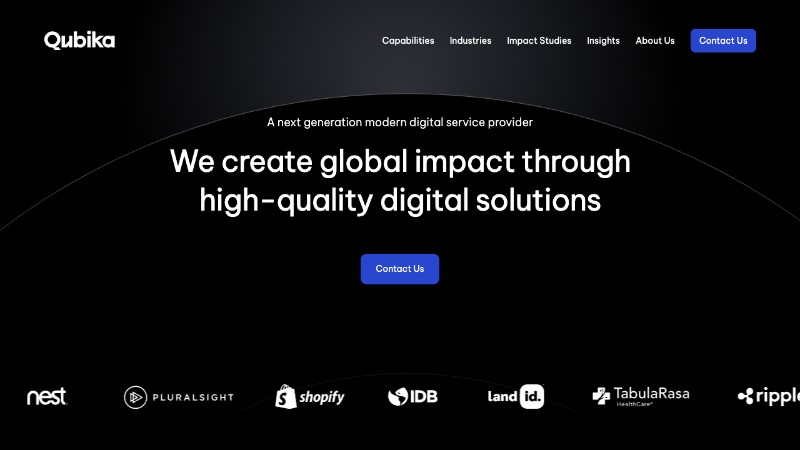 Qubika
Capabilities Industries Impact Studies Insights About Us Contact Us
A next generation modern digital service provider
We create global impact through
high-quality digital solutions
Contact Us
nest PLURALSIGHT shopify IDB land id. TabulaRasa ripple
HealthCare